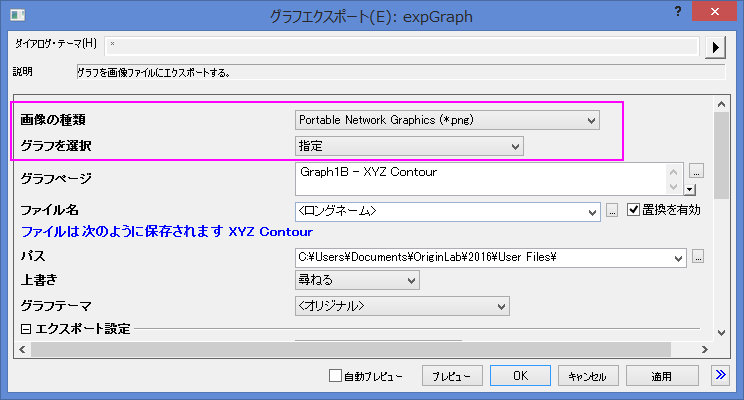 グラフエクスポート(E): expGraph
?
ダイアログ・テーマ(H) *
説明 グラフを画像ファイルにエクスポートする。
画像の種類 Portable Network Graphics (*.png)
グラフを選択 指定
グラフページ Graph1B - XYZ Contour ...
ファイル名 <ロングネーム> ... 置換を有効
ファイルは次のように保存されます XYZ Contour
パス C:¥Users¥Documents¥OriginLab¥2016¥User Files¥ ...
上書き 尋ねる
グラフテーマ <オリジナル>
エクスポート設定
自動プレビュー プレビュー OK キャンセル 適用